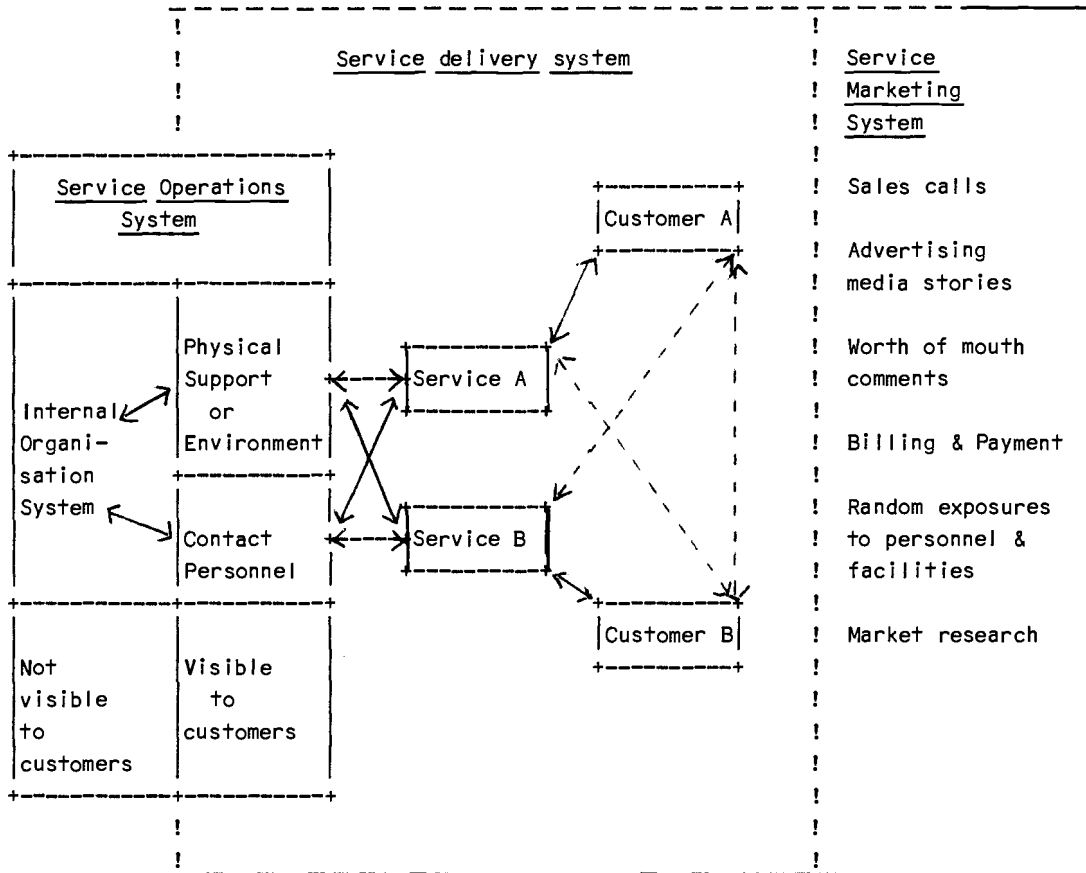 Service delivery system
Service
Marketing
System
Service Operations
System
Sales calls
Customer A
Advertising
media stories
Physical
Support
or
Environment
Service A
Worth of mouth
comments
Internal
Organi-
sation
System
Billing & Payment
Contact
Personnel
Service B
Random exposures
to personnel &
facilities
Customer B
Market research
Not
visible
to
customers
Visible
to
customers